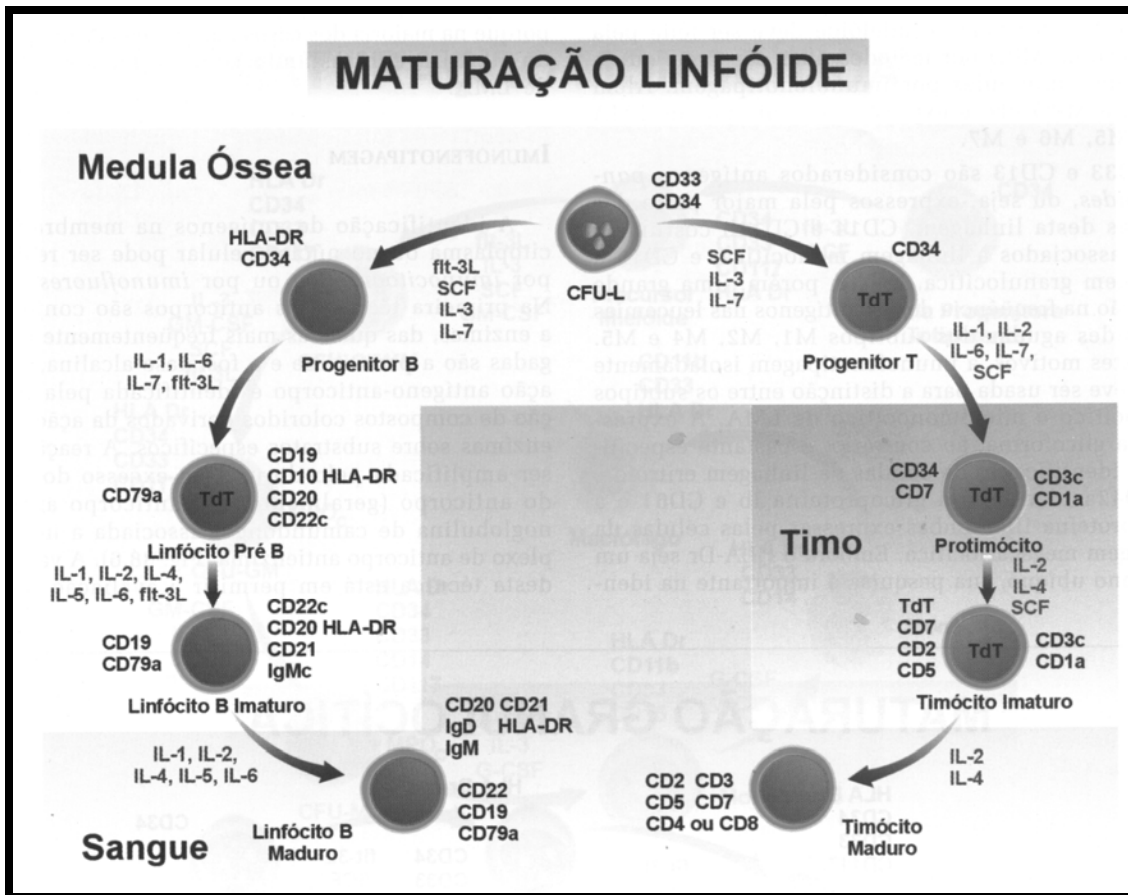 MATURAÇÃO LINFÓIDE
Medula Óssea
CD33
CD34
CFU-L
HLA-DR
CD34
flt-3L
SCF
IL-3
IL-7
Progenitor B
SCF
IL-3
IL-7
CD34
TdT
Progenitor T
IL-1, IL-6
IL-7, flt-3L
IL-1, IL-2
IL-6, IL-7,
SCF
CD79a
TdT
CD19
CD10 HLA-DR
CD20
CD22c
Linfócito Pré B
CD34
CD7
TdT
CD3c
CD1a
Protimócito
Timo
IL-1, IL-2, IL-4,
IL-5, IL-6, flt-3L
IL-2
IL-4
SCF
CD19
CD79a
CD22c
CD20 HLA-DR
CD21
IgMc
Linfócito B Imaturo
TdT
CD7
CD2
CD5
TdT
CD3c
CD1a
Timócito Imaturo
IL-1, IL-2,
IL-4, IL-5, IL-6
IL-2
IL-4
CD20 CD21
IgD HLA-DR
IgM
CD22
CD19
CD79a
Linfócito B
Maduro
CD2 CD3
CD5 CD7
CD4 ou CD8
Timócito
Maduro
Sangue